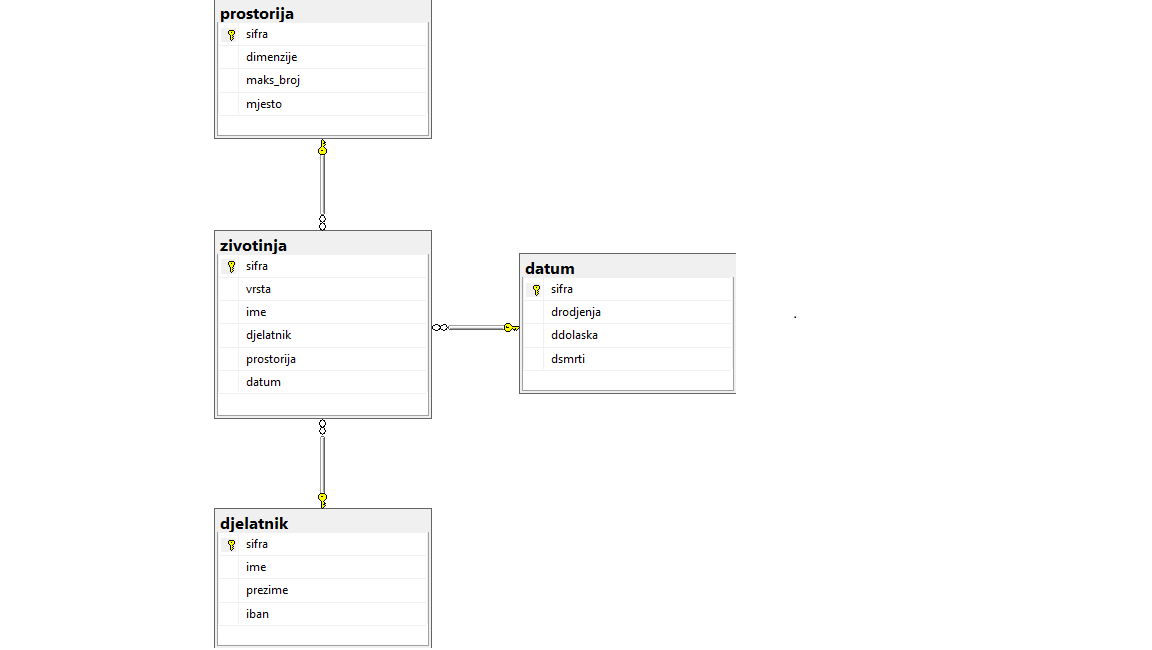 prostorija
sifra
dimenzije
maks_broj
mjesto
zivotinja
sifra
vrsta
ime
djelatnik
prostorija
datum
datum
sifra
drodjenja
ddolaska
dsmrti
djelatnik
sifra
ime
prezime
iban